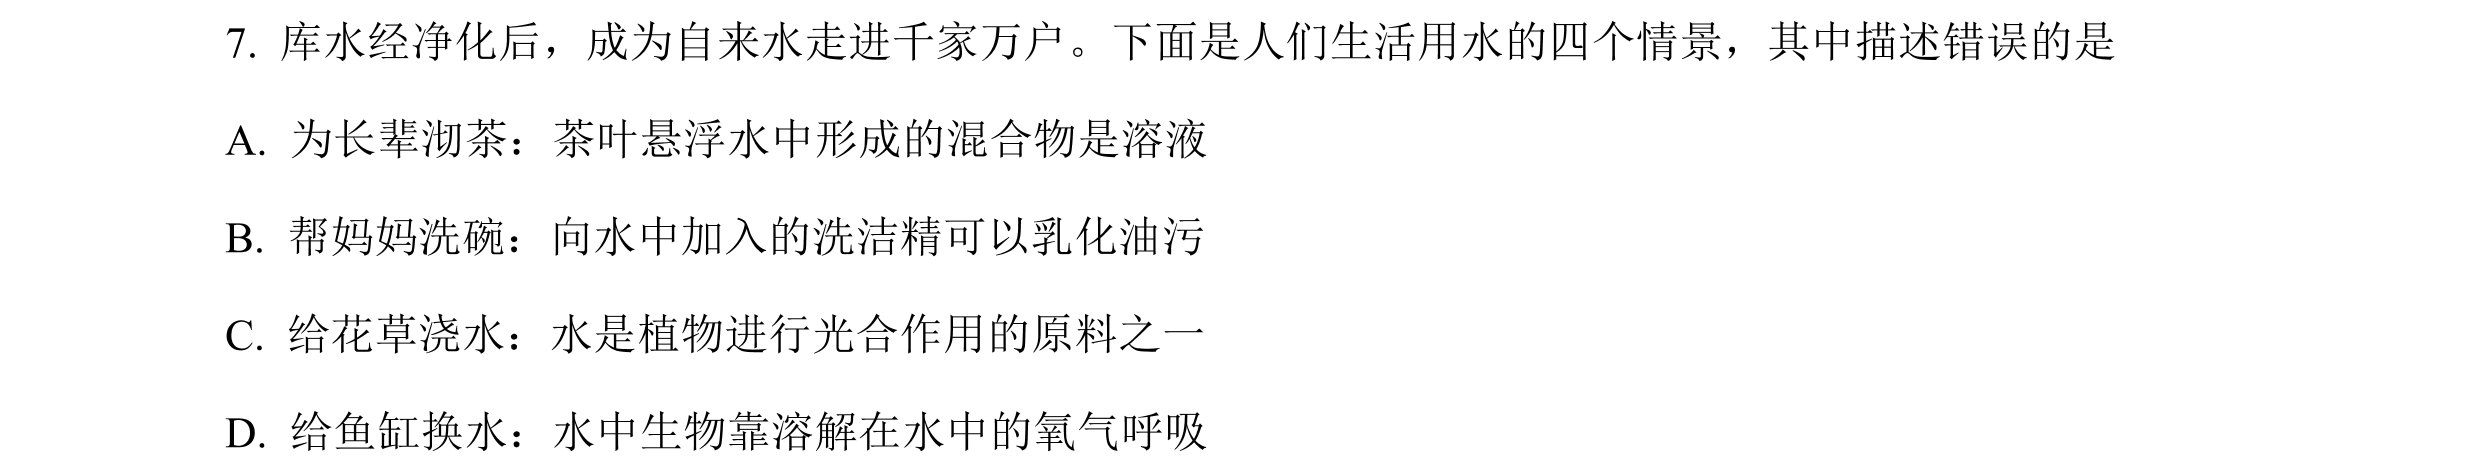 7. 库水经净化后，成为自来水走进千家万户。下面是人们生活用水的四个情景，其中描述错误的是
A. 为长辈沏茶：茶叶悬浮水中形成的混合物是溶液
B. 帮妈妈洗碗：向水中加入的洗洁精可以乳化油污
C. 给花草浇水：水是植物进行光合作用的原料之一
D. 给鱼缸换水：水中生物靠溶解在水中的氧气呼吸